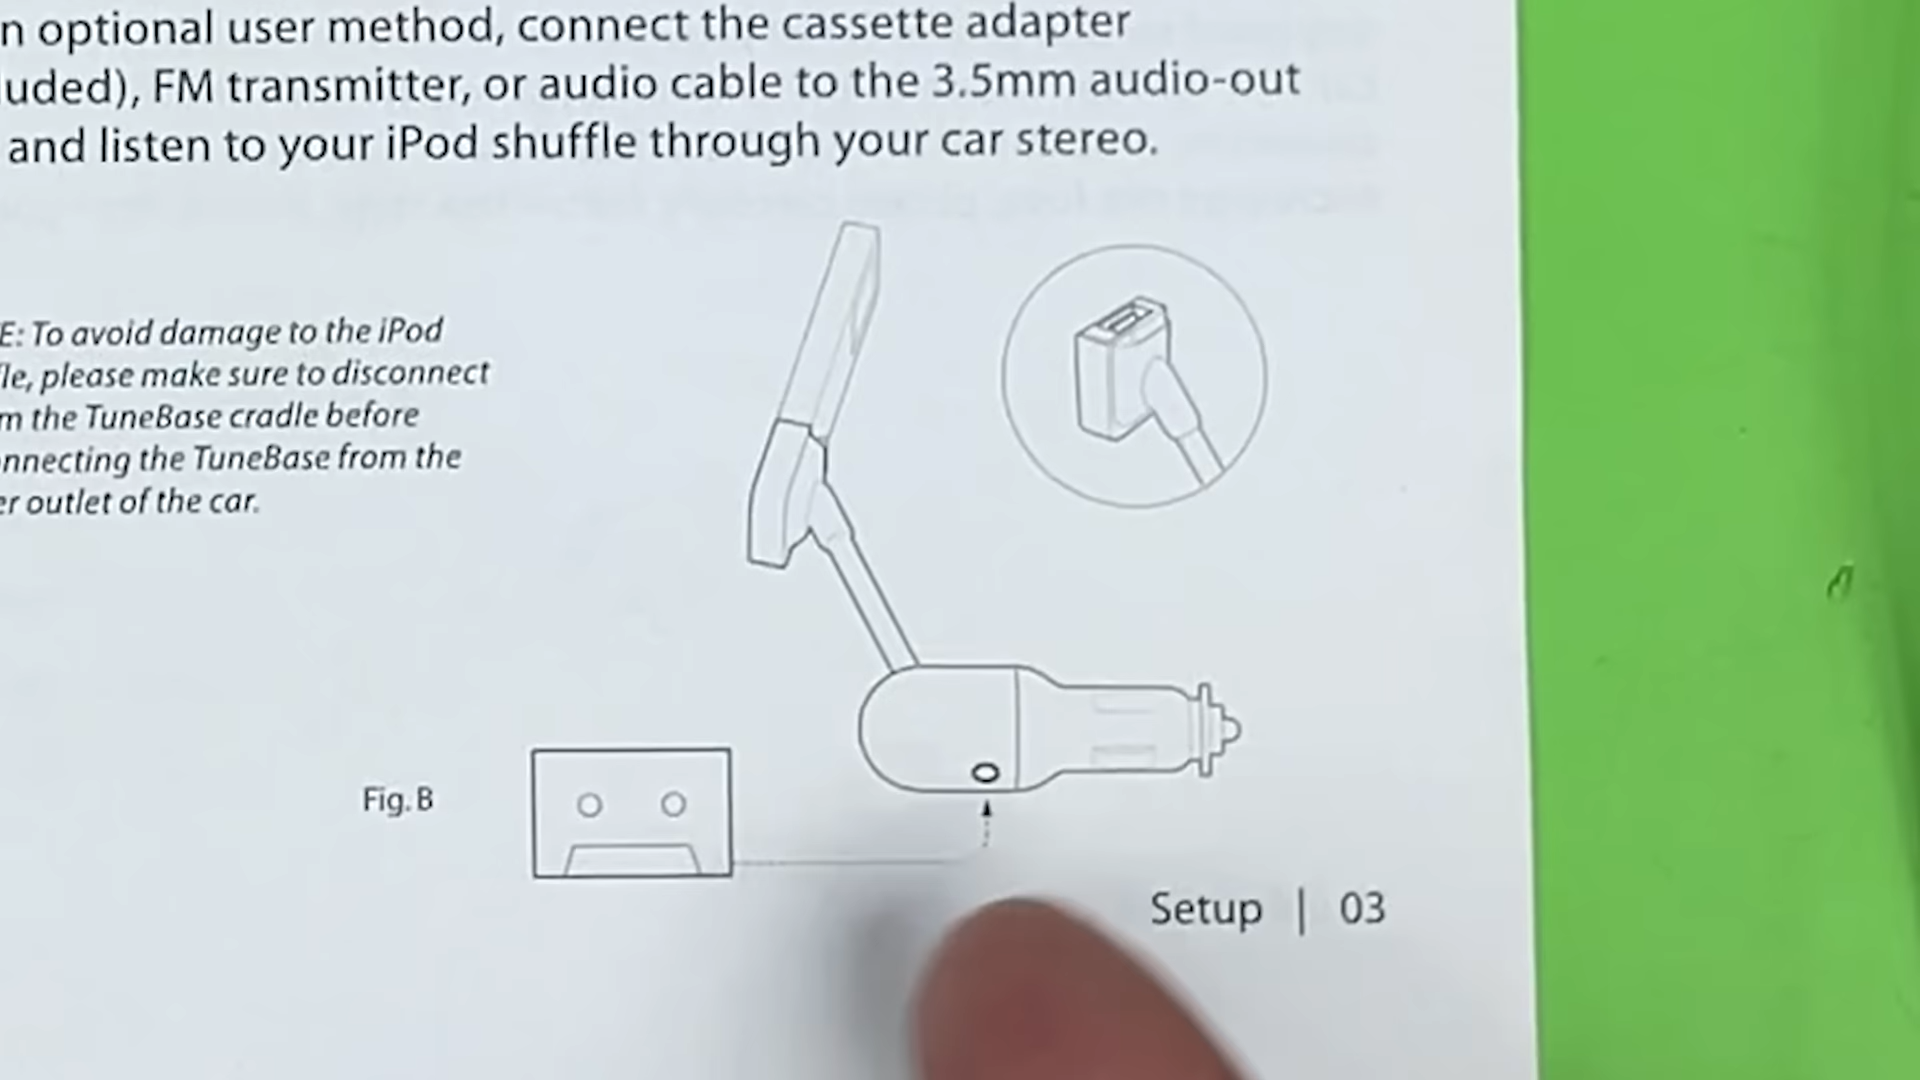 n optional user method, connect the cassette adapter
luded), FM transmitter, or audio cable to the 3.5mm audio-out
and listen to your iPod shuffle through your car stereo.
E: To avoid damage to the iPod
fle, please make sure to disconnect
m the TuneBase cradle before
nnecting the TuneBase from the
er outlet of the car.
Fig. B
Setup | 03